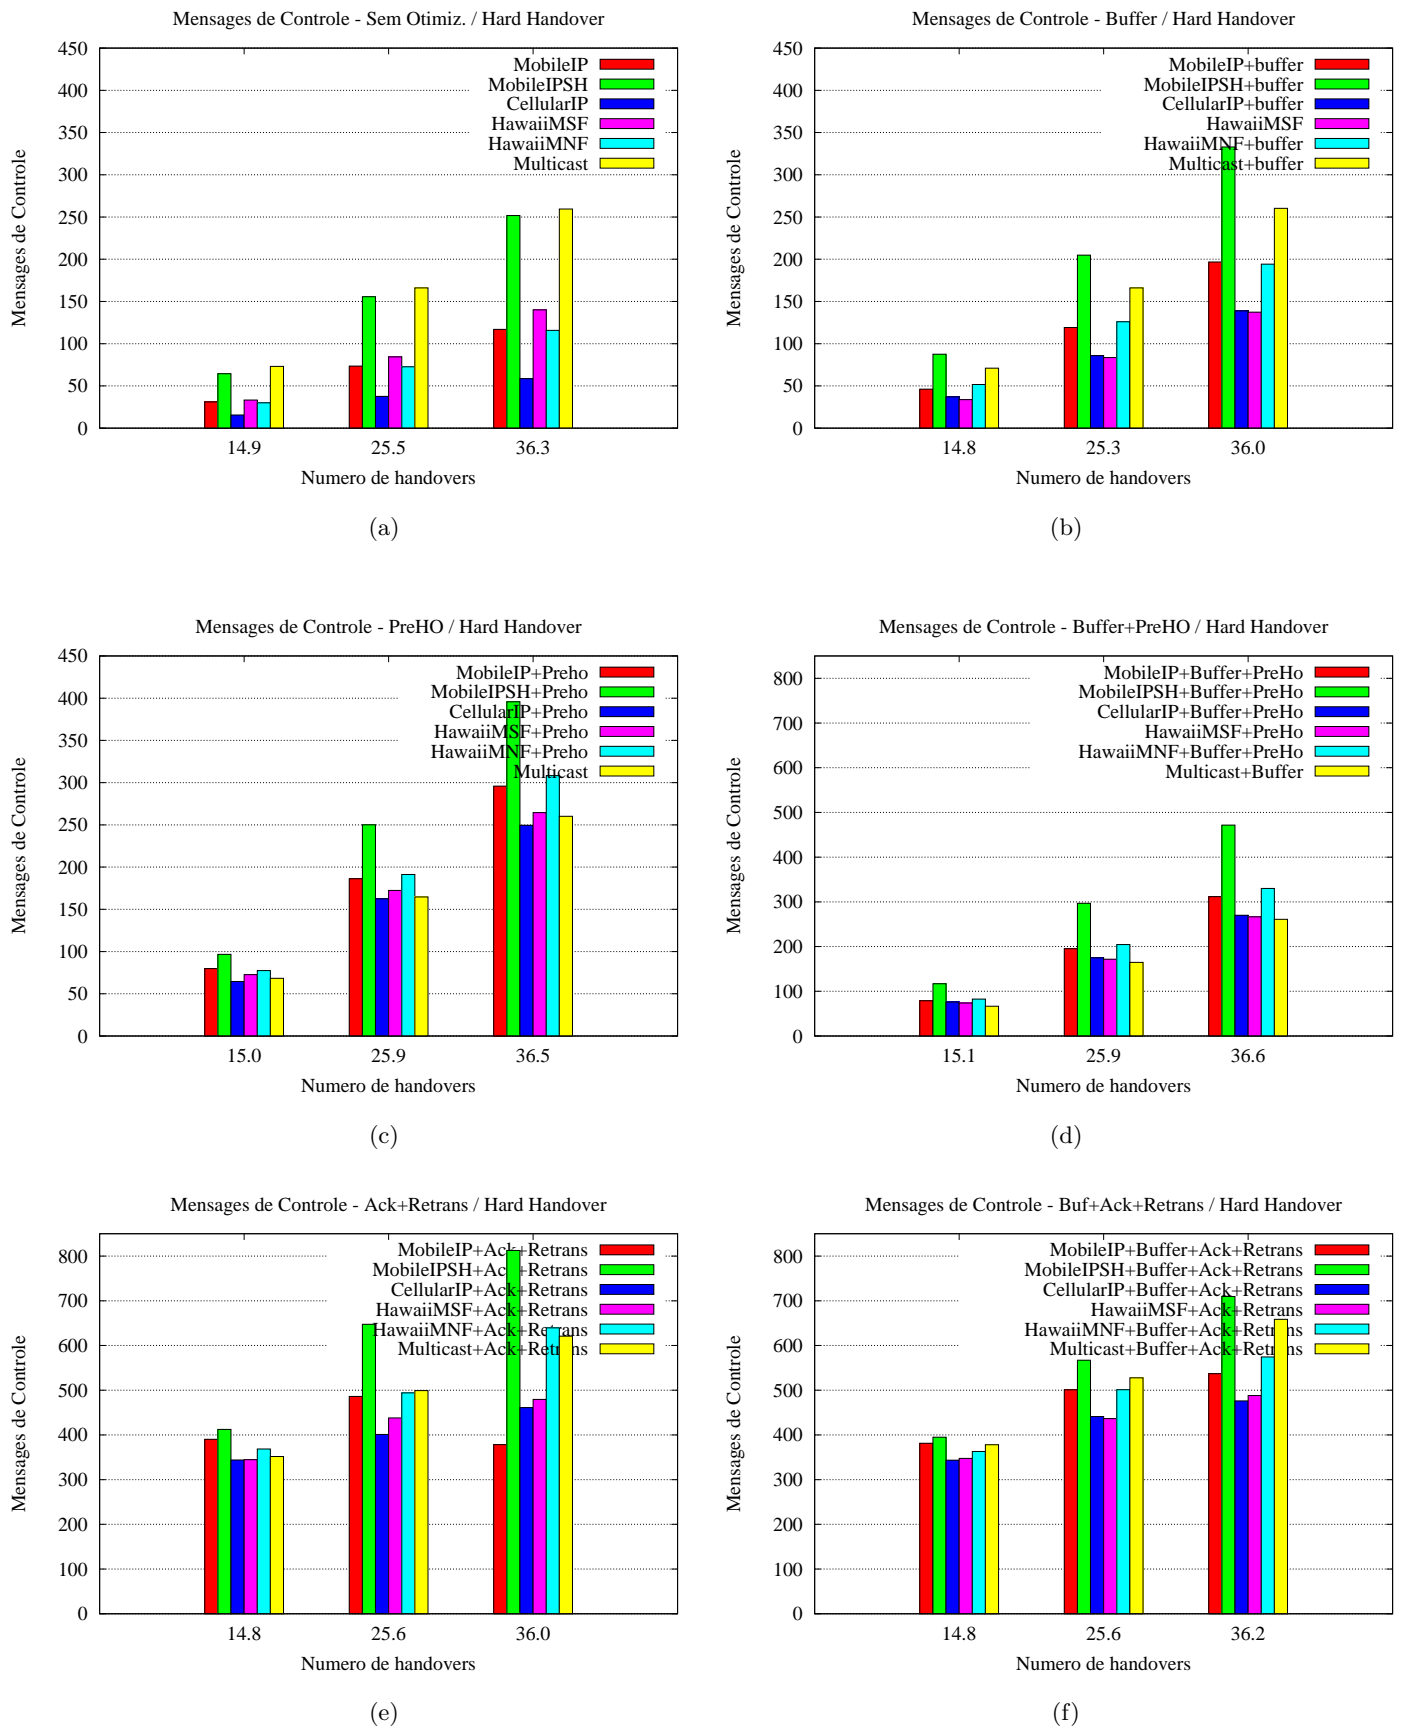 Mensages de Controle - Sem Otimiz. / Hard Handover
450
400
350
300
250
200
150
100
50
0
Mensages de Controle
MobileIP
MobileIPSH
CellularIP
HawaiiMSF
HawaiiMNF
Multicast
14.9 25.5 36.3
Numero de handovers
(a)
Mensages de Controle - Buffer / Hard Handover
450
400
350
300
250
200
150
100
50
0
Mensages de Controle
MobileIP+buffer
MobileIPSH+buffer
CellularIP+buffer
HawaiiMSF
HawaiiMNF+buffer
Multicast+buffer
14.8 25.3 36.0
Numero de handovers
(b)
Mensages de Controle - PreHO / Hard Handover
450
400
350
300
250
200
150
100
50
0
Mensages de Controle
MobileIP+Preho
MobileIPSH+Preho
CellularIP+Preho
HawaiiMSF+Preho
HawaiiMNF+Preho
Multicast
15.0 25.9 36.5
Numero de handovers
(c)
Mensages de Controle - Buffer+PreHO / Hard Handover
800
700
600
500
400
300
200
100
0
Mensages de Controle
MobileIP+Buffer+PreHo
MobileIPSH+Buffer+PreHo
CellularIP+Buffer+PreHo
HawaiiMSF+PreHo
HawaiiMNF+Buffer+PreHo
Multicast+Buffer
15.1 25.9 36.6
Numero de handovers
(d)
Mensages de Controle - Ack+Retrans / Hard Handover
800
700
600
500
400
300
200
100
0
Mensages de Controle
MobileIP+Ack+Retrans
MobileIPSH+Ack+Retrans
CellularIP+Ack+Retrans
HawaiiMSF+Ack+Retrans
HawaiiMNF+Ack+Retrans
Multicast+Ack+Retrans
14.8 25.6 36.0
Numero de handovers
(e)
Mensages de Controle - Buf+Ack+Retrans / Hard Handover
800
700
600
500
400
300
200
100
0
Mensages de Controle
MobileIP+Buffer+Ack+Retrans
MobileIPSH+Buffer+Ack+Retrans
CellularIP+Buffer+Ack+Retrans
HawaiiMSF+Ack+Retrans
HawaiiMNF+Buffer+Ack+Retrans
Multicast+Buffer+Ack+Retrans
14.8 25.6 36.2
Numero de handovers
(f)